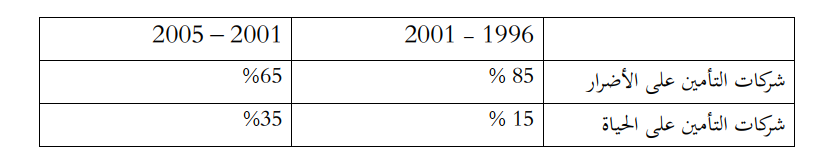 1996 – 2001 2001 – 2005
شركات التأمين على الأضرار 85 % 65%
شركات التأمين على الحياة 15 % 35%